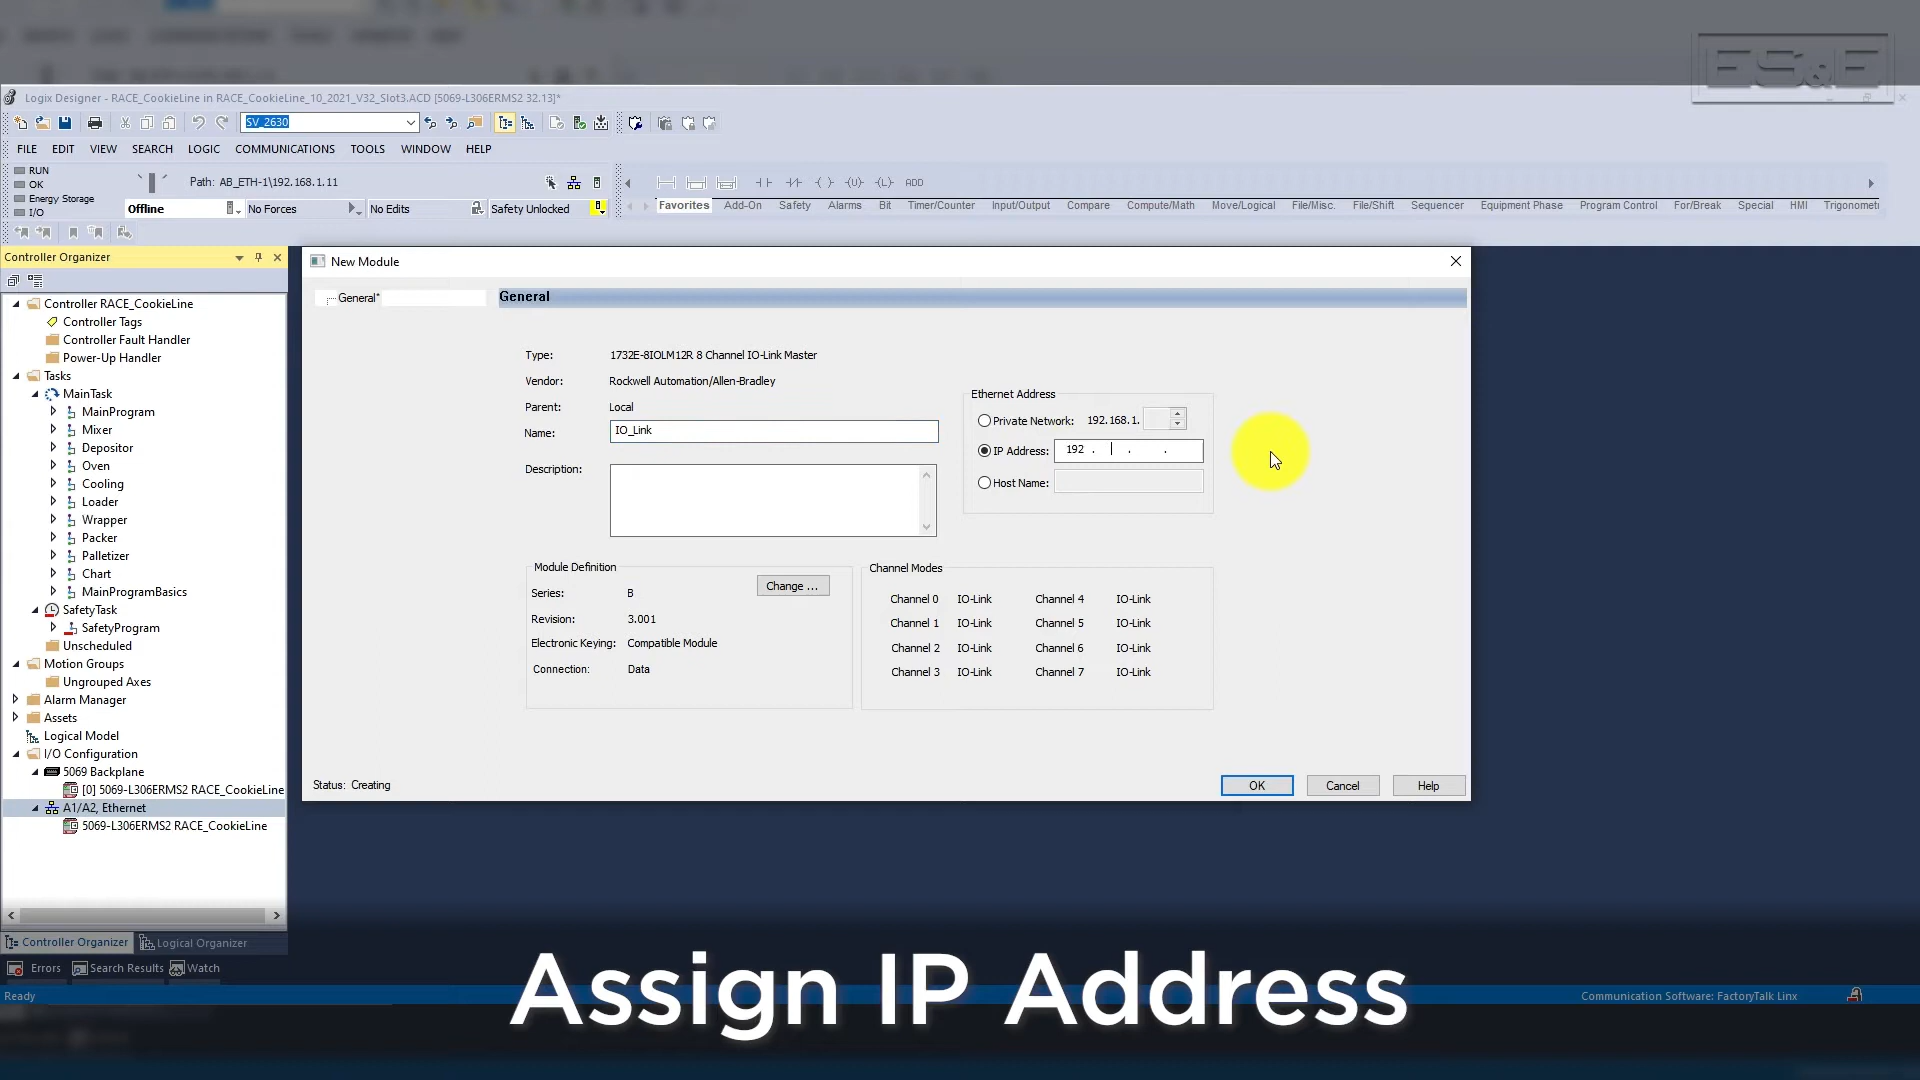 ES&E
Logix Designer - RACE_CookieLine in RACE_CookieLine_10_2021_V32_Slot3.ACD [5069-L306ERMS2 32.13]*
SV_2630
FILE EDIT VIEW SEARCH LOGIC COMMUNICATIONS TOOLS WINDOW HELP
RUN
OK
Energy Storage
I/O
Path: AB_ETH-1\192.168.1.11
Offline No Forces No Edits Safety Unlocked
ADD
Favorites Add-On Safety Alarms Bit Timer/Counter Input/Output Compare Compute/Math Move/Logical File/Misc. File/Shift Sequencer Equipment Phase Program Control For/Break Special HMI Trigonomet
Controller Organizer
Controller RACE_CookieLine
Controller Tags
Controller Fault Handler
Power-Up Handler
Tasks
MainTask
MainProgram
Mixer
Depositor
Oven
Cooling
Loader
Wrapper
Packer
Palletizer
Chart
MainProgramBasics
SafetyTask
SafetyProgram
Unscheduled
Motion Groups
Ungrouped Axes
Alarm Manager
Assets
Logical Model
I/O Configuration
5069 Backplane
[0] 5069-L306ERMS2 RACE_CookieLine
A1/A2, Ethernet
5069-L306ERMS2 RACE_CookieLine
Controller Organizer Logical Organizer
Errors Search Results Watch
Ready
New Module
General*
General
Type: 1732E-8IOLM12R 8 Channel IO-Link Master
Vendor: Rockwell Automation/Allen-Bradley
Parent: Local
Name: IO_Link
Description:
Ethernet Address
Private Network: 192.168.1.
IP Address: 192 . . .
Host Name:
Module Definition
Change ...
Series: B
Revision: 3.001
Electronic Keying: Compatible Module
Connection: Data
Channel Modes
Channel 0 IO-Link Channel 4 IO-Link
Channel 1 IO-Link Channel 5 IO-Link
Channel 2 IO-Link Channel 6 IO-Link
Channel 3 IO-Link Channel 7 IO-Link
Status: Creating
OK Cancel Help
Communication Software: FactoryTalk Linx
Assign IP Address